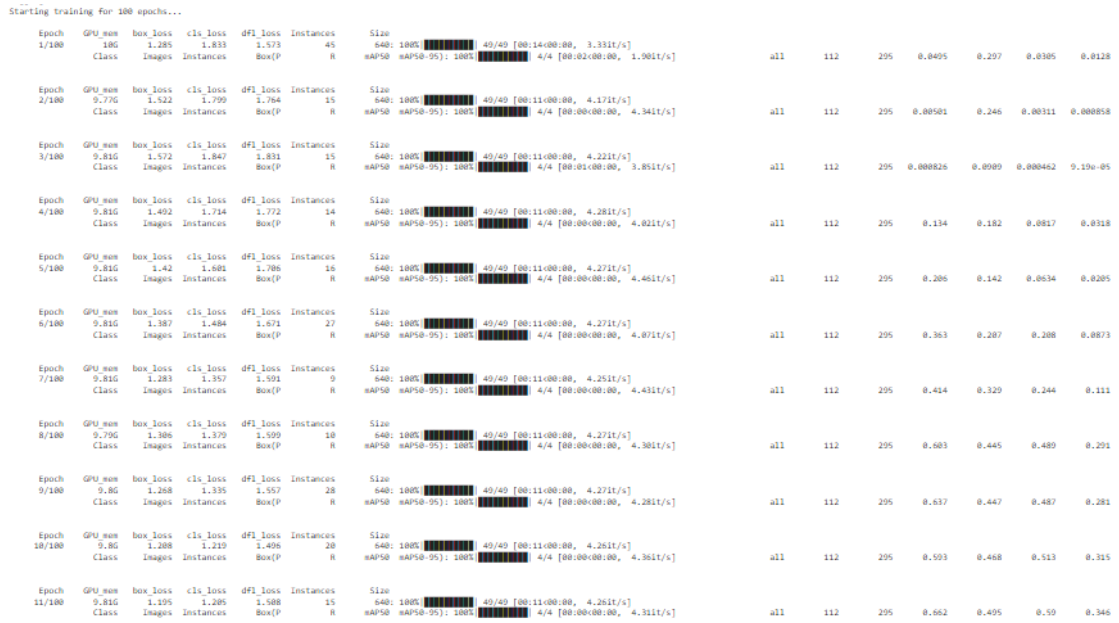 Starting training for 100 epochs...
Epoch GPU_mem box_loss cls_loss dfl_loss Instances Size
1/100 10G 1.285 1.833 1.573 45 640: 100%|██████████| 49/49 [00:14<00:00, 3.33it/s]
Class Images Instances Box(P R mAP50 mAP50-95): 100%|██████████| 4/4 [00:02<00:00, 1.90it/s] all 112 295 0.0495 0.297 0.0305 0.0128
Epoch GPU_mem box_loss cls_loss dfl_loss Instances Size
2/100 9.77G 1.522 1.799 1.764 15 640: 100%|██████████| 49/49 [00:11<00:00, 4.17it/s]
Class Images Instances Box(P R mAP50 mAP50-95): 100%|██████████| 4/4 [00:00<00:00, 4.34it/s] all 112 295 0.00501 0.246 0.00311 0.000858
Epoch GPU_mem box_loss cls_loss dfl_loss Instances Size
3/100 9.81G 1.572 1.847 1.831 15 640: 100%|██████████| 49/49 [00:11<00:00, 4.22it/s]
Class Images Instances Box(P R mAP50 mAP50-95): 100%|██████████| 4/4 [00:01<00:00, 3.85it/s] all 112 295 0.000826 0.0909 0.000462 9.19e-05
Epoch GPU_mem box_loss cls_loss dfl_loss Instances Size
4/100 9.81G 1.492 1.714 1.772 14 640: 100%|██████████| 49/49 [00:11<00:00, 4.28it/s]
Class Images Instances Box(P R mAP50 mAP50-95): 100%|██████████| 4/4 [00:00<00:00, 4.02it/s] all 112 295 0.134 0.182 0.0817 0.0318
Epoch GPU_mem box_loss cls_loss dfl_loss Instances Size
5/100 9.81G 1.42 1.601 1.706 16 640: 100%|██████████| 49/49 [00:11<00:00, 4.27it/s]
Class Images Instances Box(P R mAP50 mAP50-95): 100%|██████████| 4/4 [00:00<00:00, 4.46it/s] all 112 295 0.206 0.142 0.0634 0.0205
Epoch GPU_mem box_loss cls_loss dfl_loss Instances Size
6/100 9.81G 1.387 1.484 1.671 27 640: 100%|██████████| 49/49 [00:11<00:00, 4.27it/s]
Class Images Instances Box(P R mAP50 mAP50-95): 100%|██████████| 4/4 [00:00<00:00, 4.07it/s] all 112 295 0.363 0.207 0.208 0.0873
Epoch GPU_mem box_loss cls_loss dfl_loss Instances Size
7/100 9.81G 1.283 1.357 1.591 9 640: 100%|██████████| 49/49 [00:11<00:00, 4.25it/s]
Class Images Instances Box(P R mAP50 mAP50-95): 100%|██████████| 4/4 [00:00<00:00, 4.43it/s] all 112 295 0.414 0.329 0.244 0.111
Epoch GPU_mem box_loss cls_loss dfl_loss Instances Size
8/100 9.79G 1.306 1.379 1.599 10 640: 100%|██████████| 49/49 [00:11<00:00, 4.27it/s]
Class Images Instances Box(P R mAP50 mAP50-95): 100%|██████████| 4/4 [00:00<00:00, 4.30it/s] all 112 295 0.603 0.445 0.489 0.291
Epoch GPU_mem box_loss cls_loss dfl_loss Instances Size
9/100 9.8G 1.268 1.335 1.557 28 640: 100%|██████████| 49/49 [00:11<00:00, 4.27it/s]
Class Images Instances Box(P R mAP50 mAP50-95): 100%|██████████| 4/4 [00:00<00:00, 4.28it/s] all 112 295 0.637 0.447 0.487 0.281
Epoch GPU_mem box_loss cls_loss dfl_loss Instances Size
10/100 9.8G 1.208 1.219 1.496 20 640: 100%|██████████| 49/49 [00:11<00:00, 4.26it/s]
Class Images Instances Box(P R mAP50 mAP50-95): 100%|██████████| 4/4 [00:00<00:00, 4.36it/s] all 112 295 0.593 0.468 0.513 0.315
Epoch GPU_mem box_loss cls_loss dfl_loss Instances Size
11/100 9.81G 1.195 1.205 1.508 15 640: 100%|██████████| 49/49 [00:11<00:00, 4.26it/s]
Class Images Instances Box(P R mAP50 mAP50-95): 100%|██████████| 4/4 [00:00<00:00, 4.31it/s] all 112 295 0.662 0.495 0.59 0.346